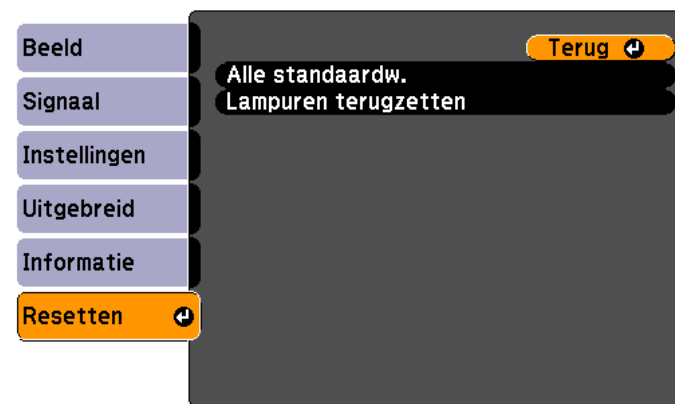 Beeld
Signaal
Instellingen
Uitgebreid
Informatie
Resetten
Terug
Alle standaardw.
Lampuren terugzetten